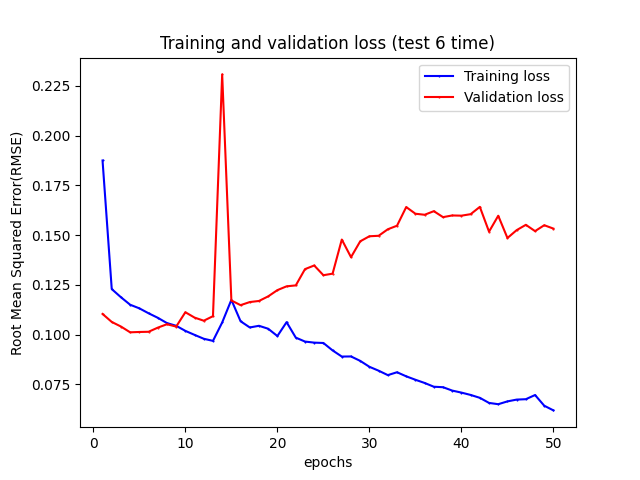 Training and validation loss (test 6 time)
Training loss
Validation loss
Root Mean Squared Error(RMSE)
0.225
0.200
0.175
0.150
0.125
0.100
0.075
0 10 20 30 40 50
epochs